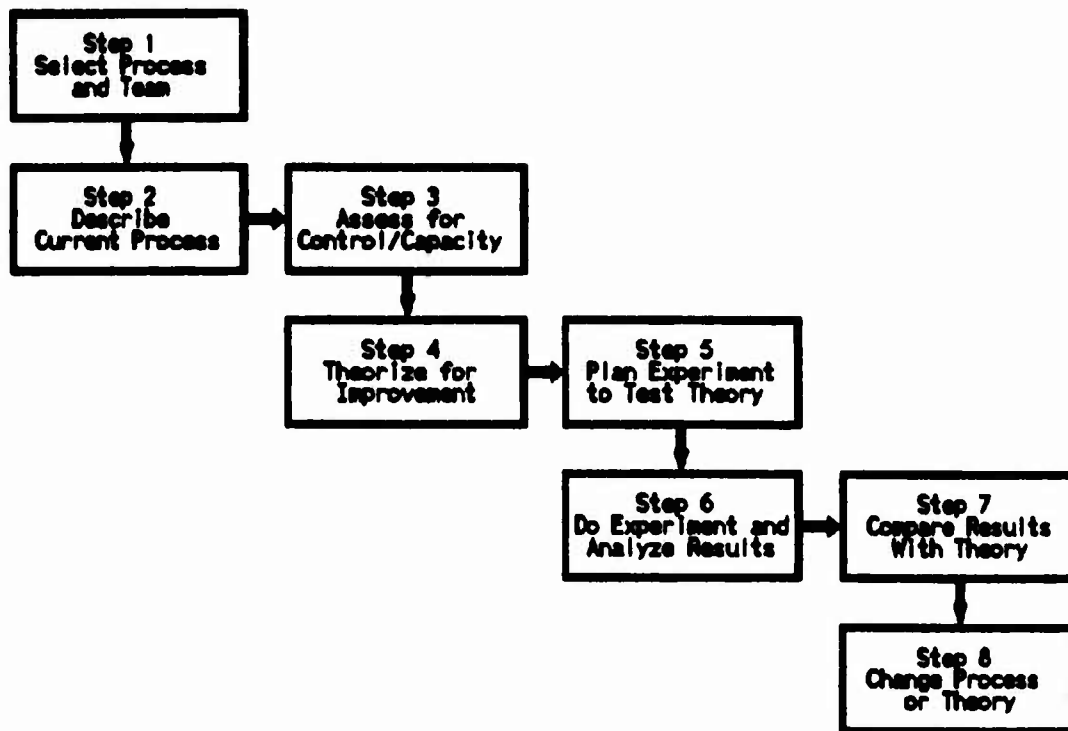 Step 1
Select Process
and Team
Step 2
Describe
Current Process
Step 3
Assess for
Control/Capacity
Step 4
Theorize for
Improvement
Step 5
Plan Experiment
to Test Theory
Step 6
Do Experiment and
Analyze Results
Step 7
Compare Results
With Theory
Step 8
Change Process
or Theory